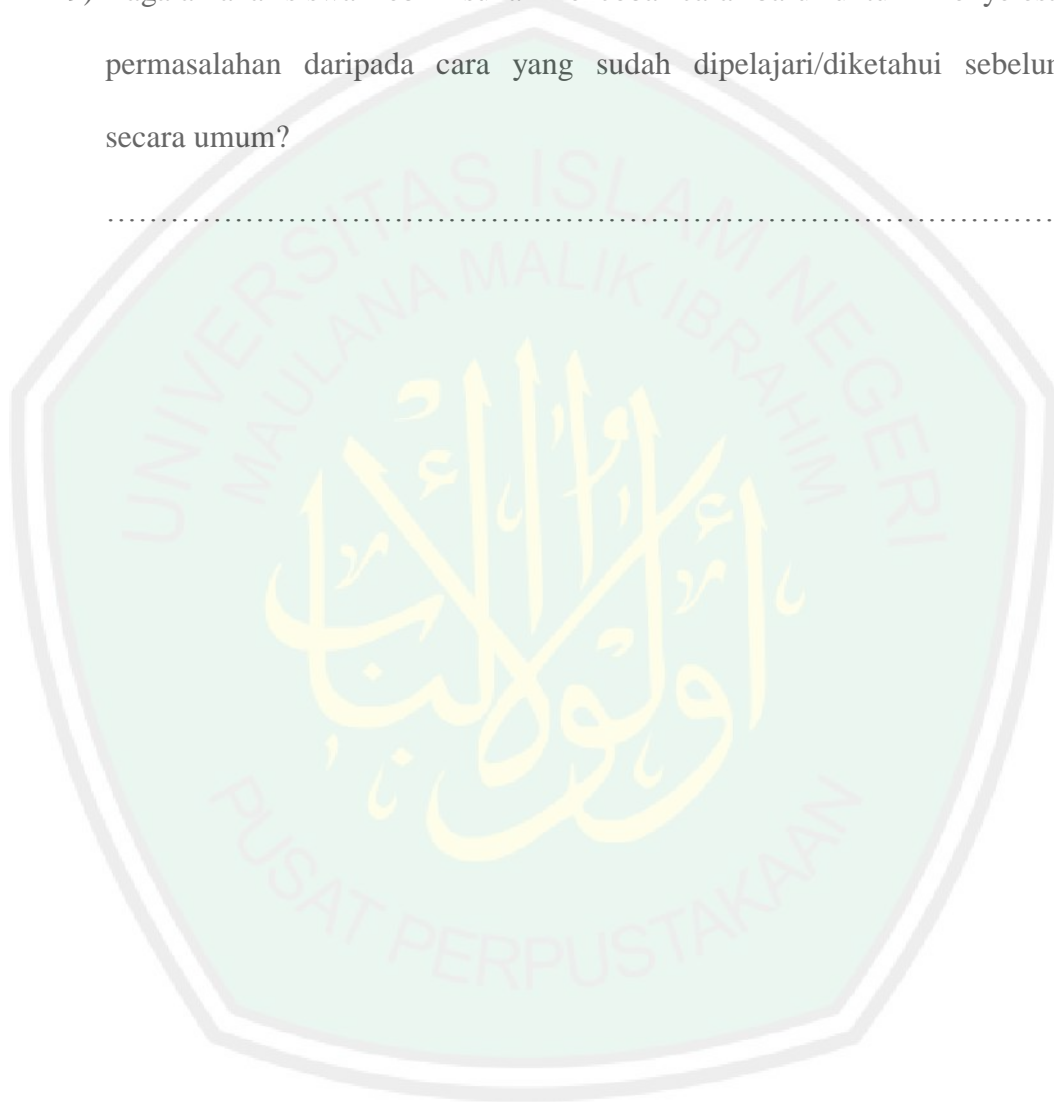 permasalahan daripada cara yang sudah dipelajari/diketahui sebelum
secara umum?
……………………………………………………………………………
UNIVERSITAS ISLAM NEGERI
MAULANA MALIK IBRAHIM
أولوا الألباب
PUSAT PERPUSTAKAAN